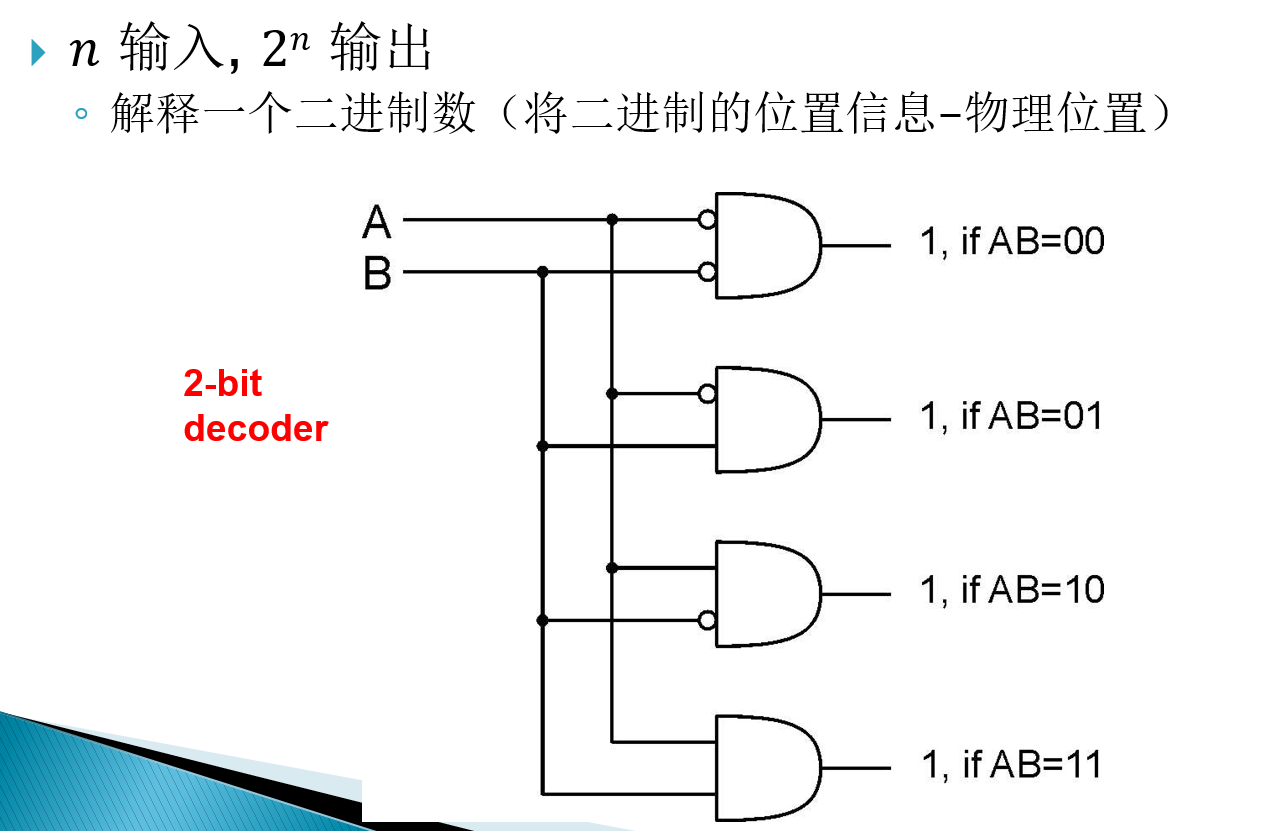 n 输入, 2ⁿ 输出
解释一个二进制数（将二进制的位置信息–物理位置）
A
B
1, if AB=00
2-bit
decoder
1, if AB=01
1, if AB=10
1, if AB=11